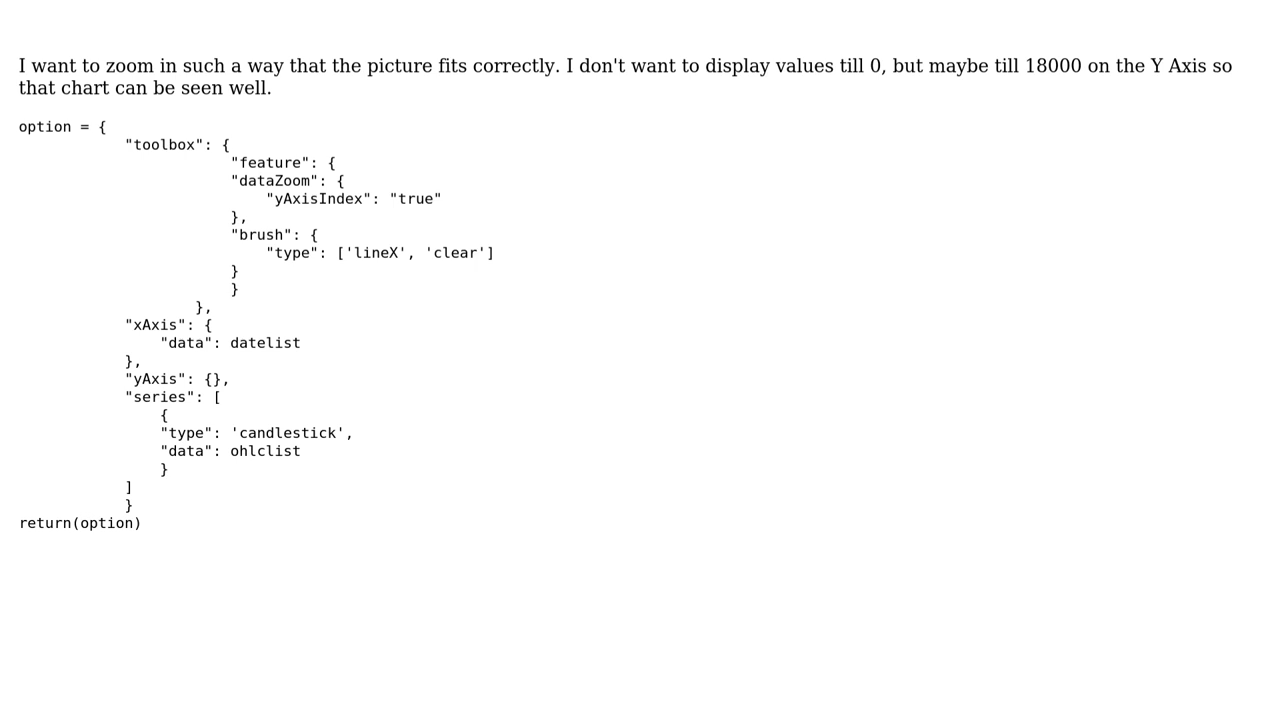 I want to zoom in such a way that the picture fits correctly. I don't want to display values till 0, but maybe till 18000 on the Y Axis so
that chart can be seen well.
option = {
            "toolbox": {
                        "feature": {
                        "dataZoom": {
                            "yAxisIndex": "true"
                        },
                        "brush": {
                            "type": ['lineX', 'clear']
                        }
                        }
                    },
            "xAxis": {
                "data": datelist
            },
            "yAxis": {},
            "series": [
                {
                "type": 'candlestick',
                "data": ohlclist
                }
            ]
            }
return(option)